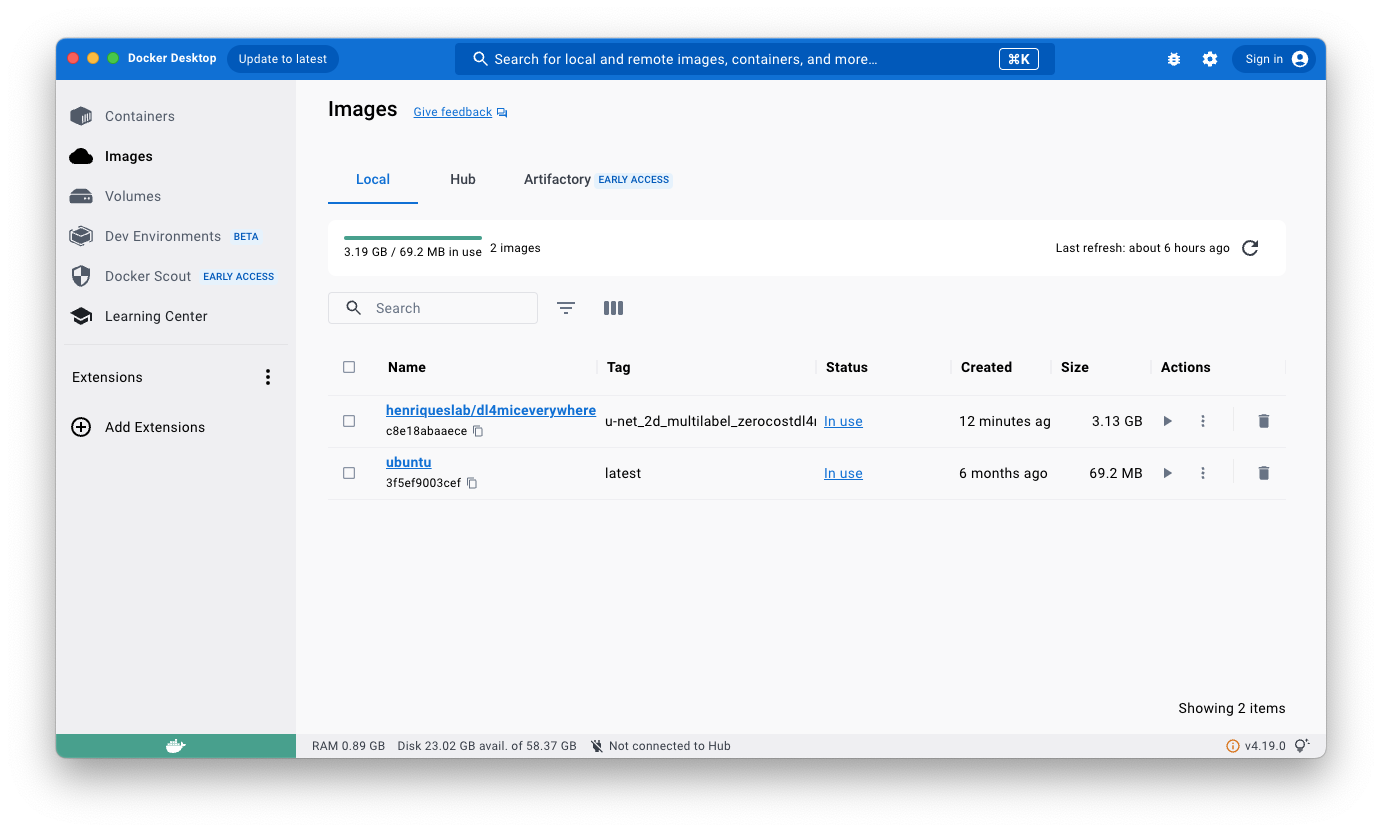 Docker Desktop
Update to latest
Search for local and remote images, containers, and more…
⌘K
Sign in
Containers
Images
Volumes
Dev Environments BETA
Docker Scout EARLY ACCESS
Learning Center
Extensions
Add Extensions
Images
Give feedback
Local
Hub
Artifactory EARLY ACCESS
3.19 GB / 69.2 MB in use
2 images
Last refresh: about 6 hours ago
Search
Name Tag Status Created Size Actions
henriqueslab/dl4miceverywhere
c8e18abaaece
u-net_2d_multilabel_zerocostdl4
In use
12 minutes ag
3.13 GB
ubuntu
3f5ef9003cef
latest
In use
6 months ago
69.2 MB
Showing 2 items
RAM 0.89 GB Disk 23.02 GB avail. of 58.37 GB Not connected to Hub
v4.19.0